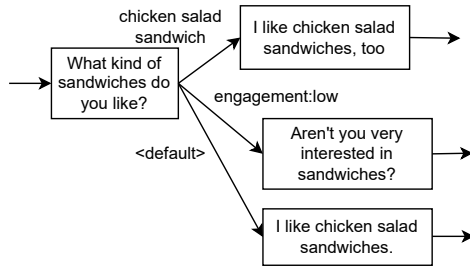 chicken salad
sandwich
I like chicken salad
sandwiches, too
What kind of
sandwiches do
you like?
engagement:low
Aren't you very
interested in
sandwiches?
<default>
I like chicken salad
sandwiches.